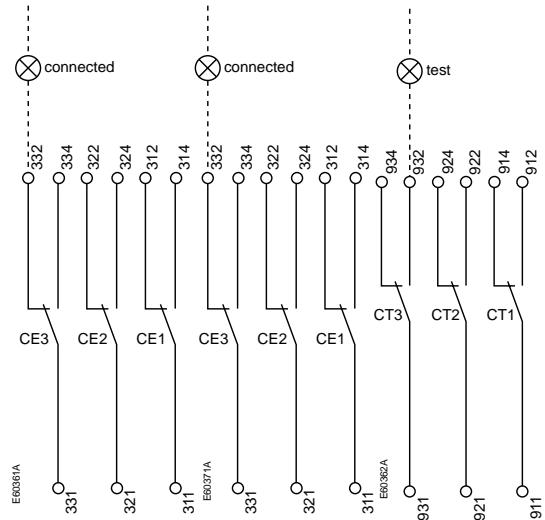 connected connected test
332 334 322 324 312 314 332 334 322 324 312 314 934 932 924 922 914 912
CE3 CE2 CE1 CE3 CE2 CE1 CT3 CT2 CT1
E60361A E60371A E60362A
331 321 311 331 321 311 931 921 911